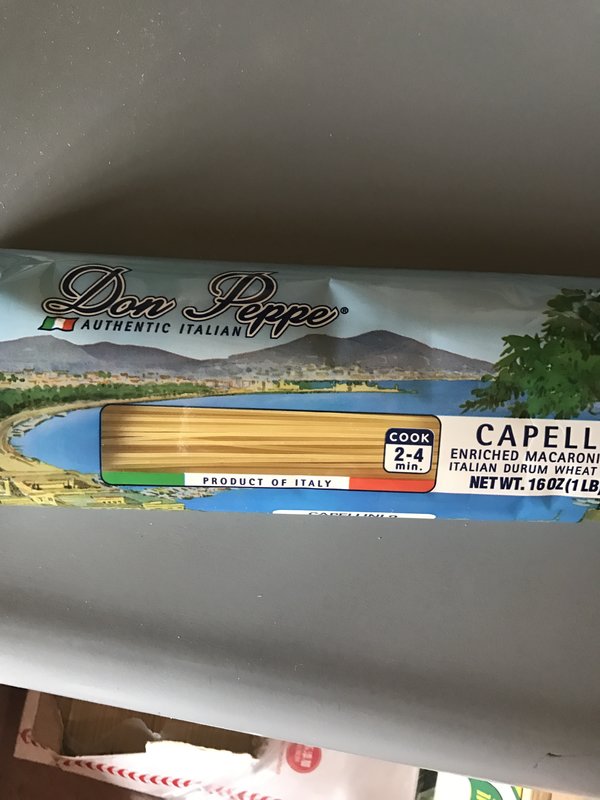 Don Peppe®
AUTHENTIC ITALIAN
COOK
2-4
min.
PRODUCT OF ITALY
CAPELL
ENRICHED MACARONI
ITALIAN DURUM WHEAT
NET WT. 16 OZ (1 LB